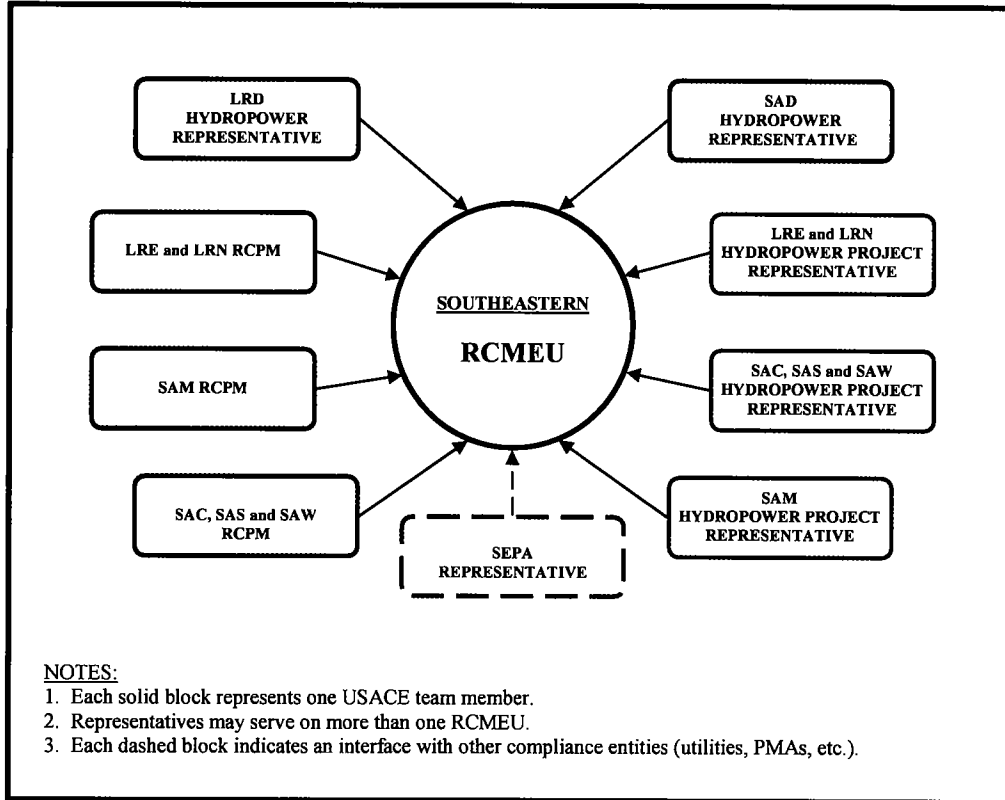 LRD
HYDROPOWER
REPRESENTATIVE
SAD
HYDROPOWER
REPRESENTATIVE
LRE and LRN RCPM
LRE and LRN
HYDROPOWER PROJECT
REPRESENTATIVE
SOUTHEASTERN
RCMEU
SAM RCPM
SAC, SAS and SAW
HYDROPOWER PROJECT
REPRESENTATIVE
SAC, SAS and SAW
RCPM
SEPA
REPRESENTATIVE
SAM
HYDROPOWER PROJECT
REPRESENTATIVE
NOTES:
1. Each solid block represents one USACE team member.
2. Representatives may serve on more than one RCMEU.
3. Each dashed block indicates an interface with other compliance entities (utilities, PMAs, etc.).